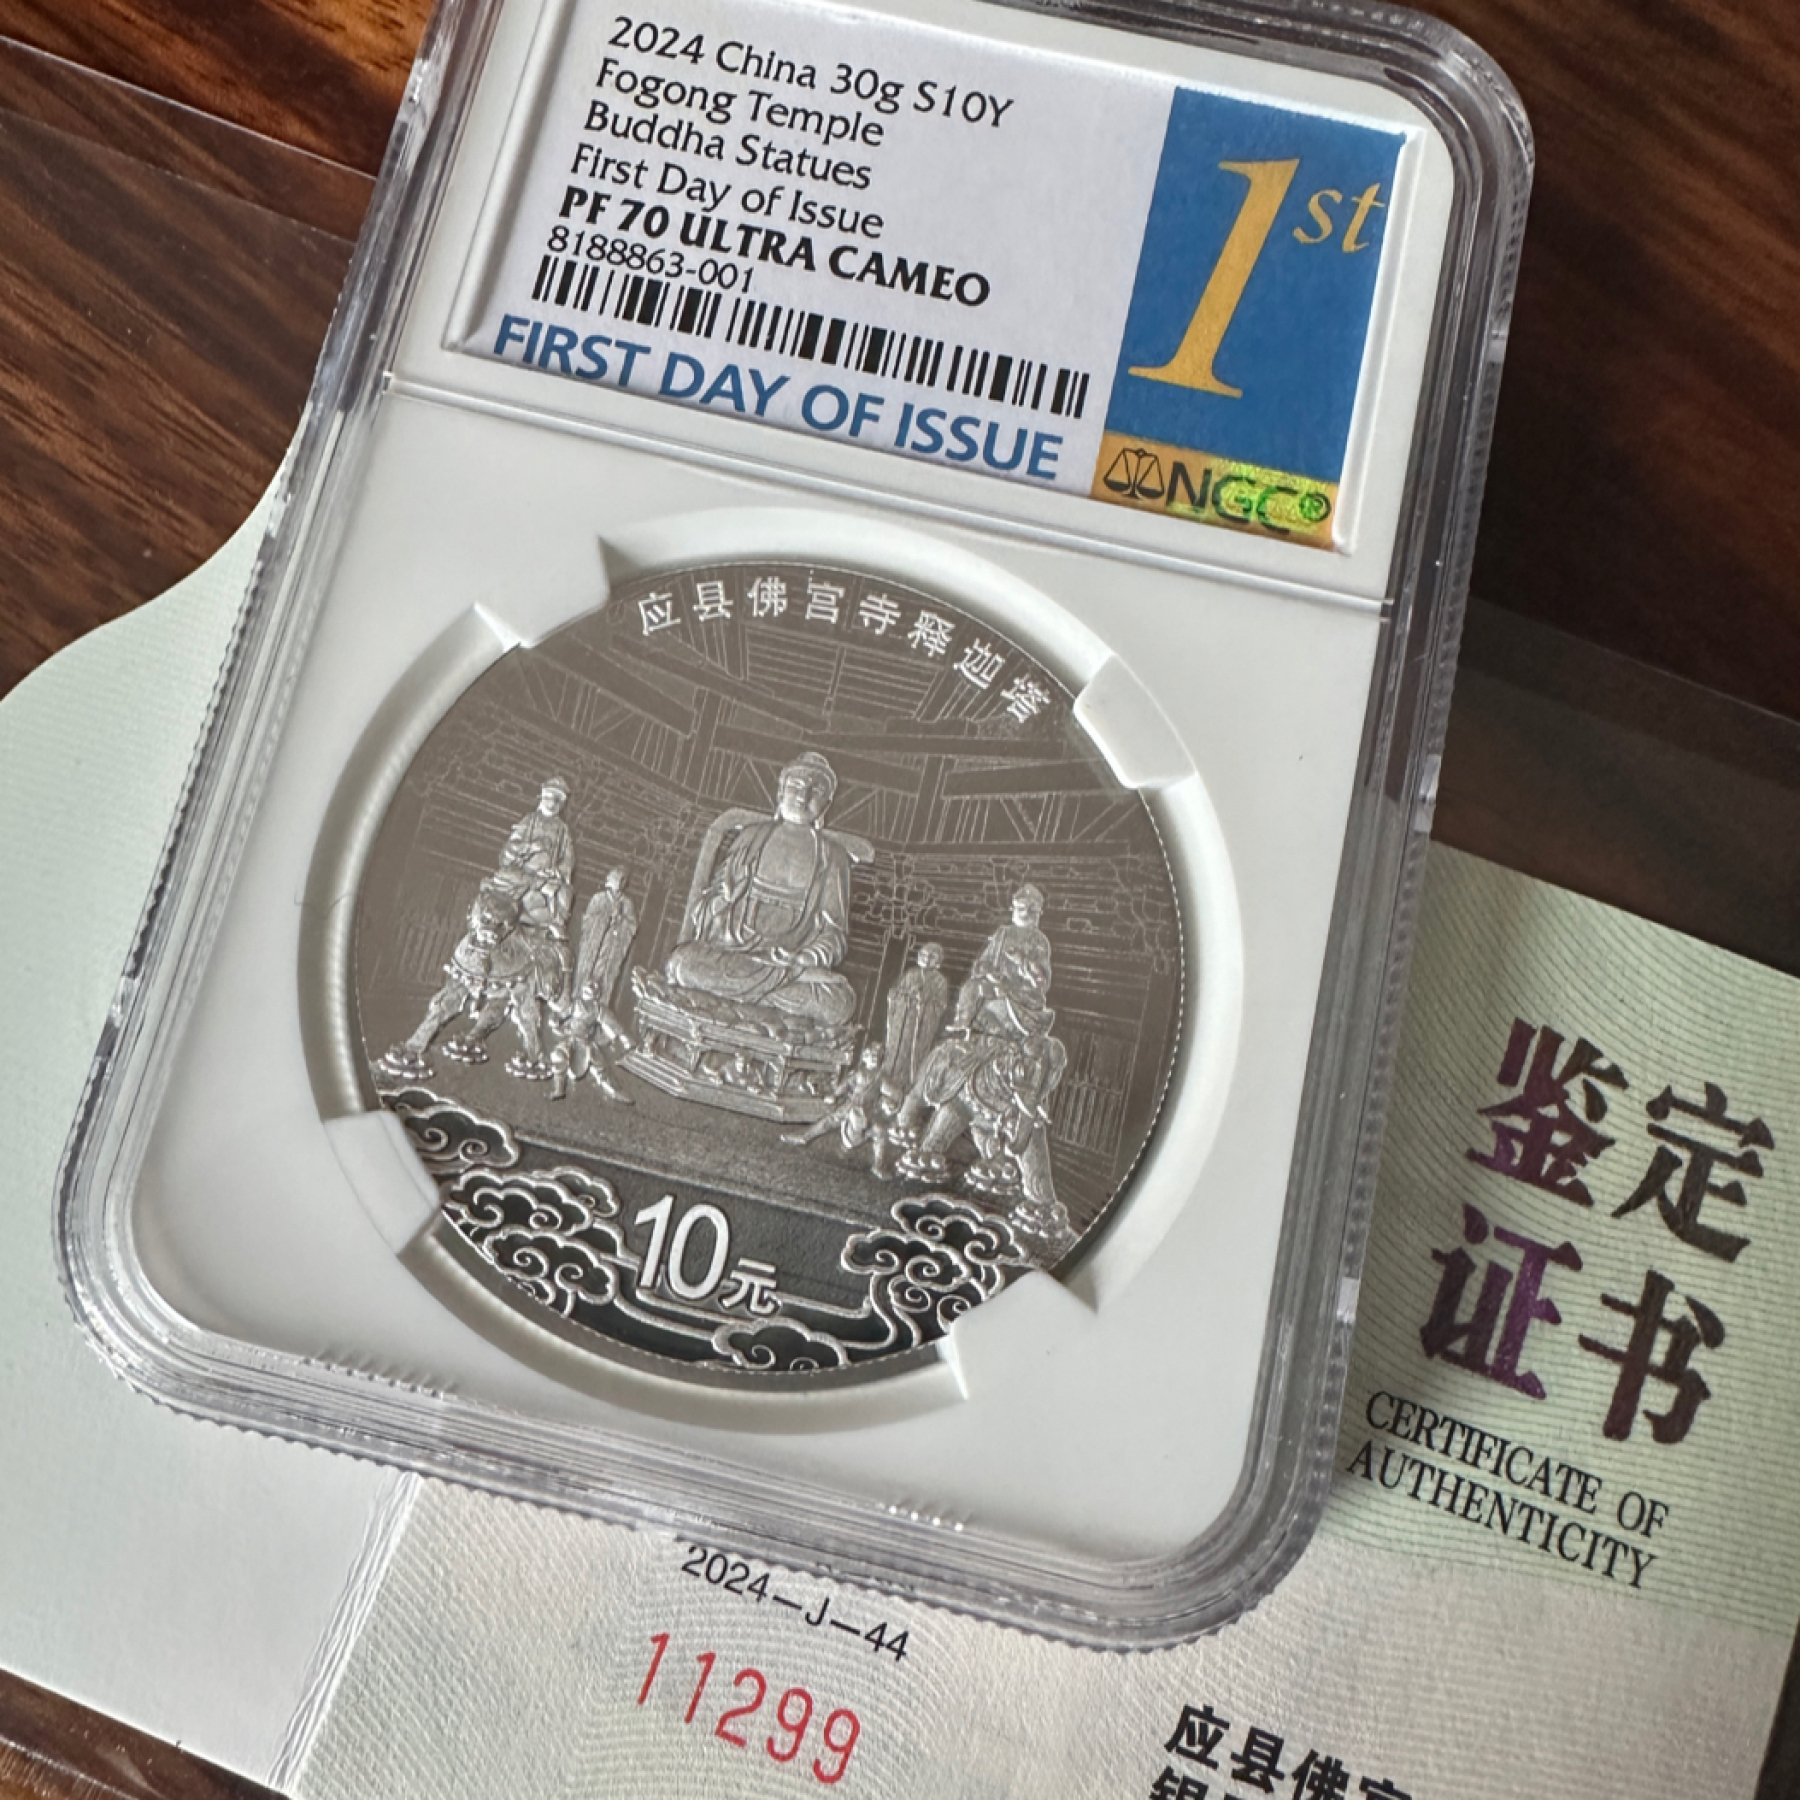 2024 China 30g S10Y
Fogong Temple
Buddha Statues
First Day of Issue
PF 70 ULTRA CAMEO
8188863-001
FIRST DAY OF ISSUE
1st
NGC®
应县佛宫寺释迦塔
10元
鉴定
证书
CERTIFICATE OF
AUTHENTICITY
2024-J-44
11299
应县佛宫